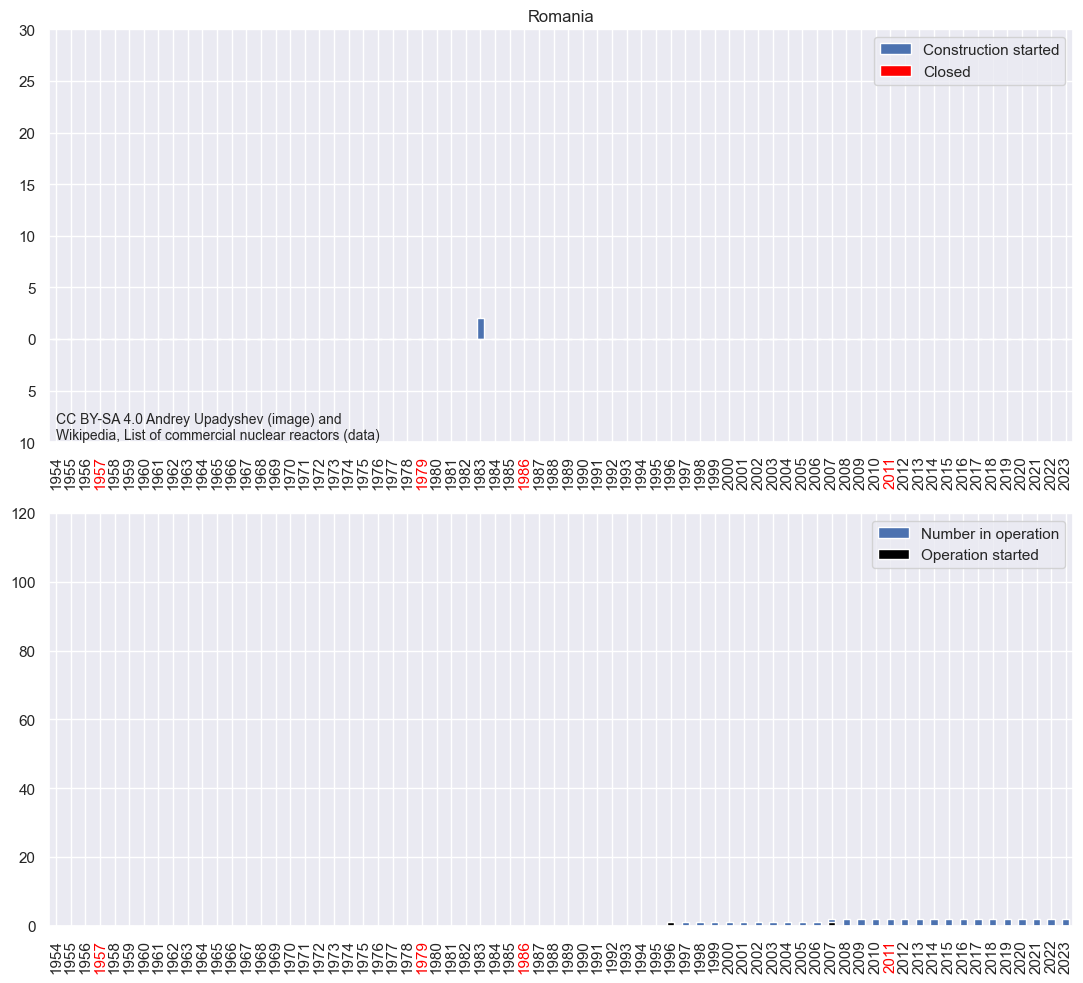 Romania
30
25
20
15
10
5
0
5
10
Construction started
Closed
CC BY-SA 4.0 Andrey Upadyshev (image) and
Wikipedia, List of commercial nuclear reactors (data)
1954 1955 1956 1957 1958 1959 1960 1961 1962 1963 1964 1965 1966 1967 1968 1969 1970 1971 1972 1973 1974 1975 1976 1977 1978 1979 1980 1981 1982 1983 1984 1985 1986 1987 1988 1989 1990 1991 1992 1993 1994 1995 1996 1997 1998 1999 2000 2001 2002 2003 2004 2005 2006 2007 2008 2009 2010 2011 2012 2013 2014 2015 2016 2017 2018 2019 2020 2021 2022 2023
120
100
80
60
40
20
0
Number in operation
Operation started
1954 1955 1956 1957 1958 1959 1960 1961 1962 1963 1964 1965 1966 1967 1968 1969 1970 1971 1972 1973 1974 1975 1976 1977 1978 1979 1980 1981 1982 1983 1984 1985 1986 1987 1988 1989 1990 1991 1992 1993 1994 1995 1996 1997 1998 1999 2000 2001 2002 2003 2004 2005 2006 2007 2008 2009 2010 2011 2012 2013 2014 2015 2016 2017 2018 2019 2020 2021 2022 2023